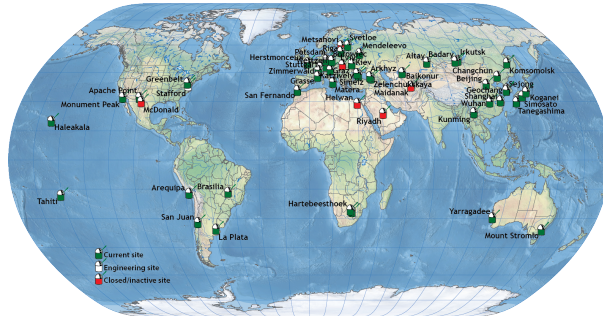 Metsahovi
Svetloe
Riga
Mendeleevo
Potsdam
Herstmonceux
Kiev
Arkhyz
Altay
Badary
Irkutsk
Zimmerwald
Katzively
Simeiz
Baikonur
Changchun
Komsomolsk
Greenbelt
Grasse
Zelenchukskaya
Beijing
Stafford
Matera
Maidanak
Geochang
Sejong
Apache Point
San Fernando
Koganei
Monument Peak
McDonald
Helwan
Shanghai
Simosato
Wuhan
Tanegashima
Haleakala
Riyadh
Kunming
Arequipa
Brasilia
Tahiti
Hartebeesthoek
Yarragadee
San Juan
La Plata
Mount Stromlo
Current site
Engineering site
Closed/inactive site